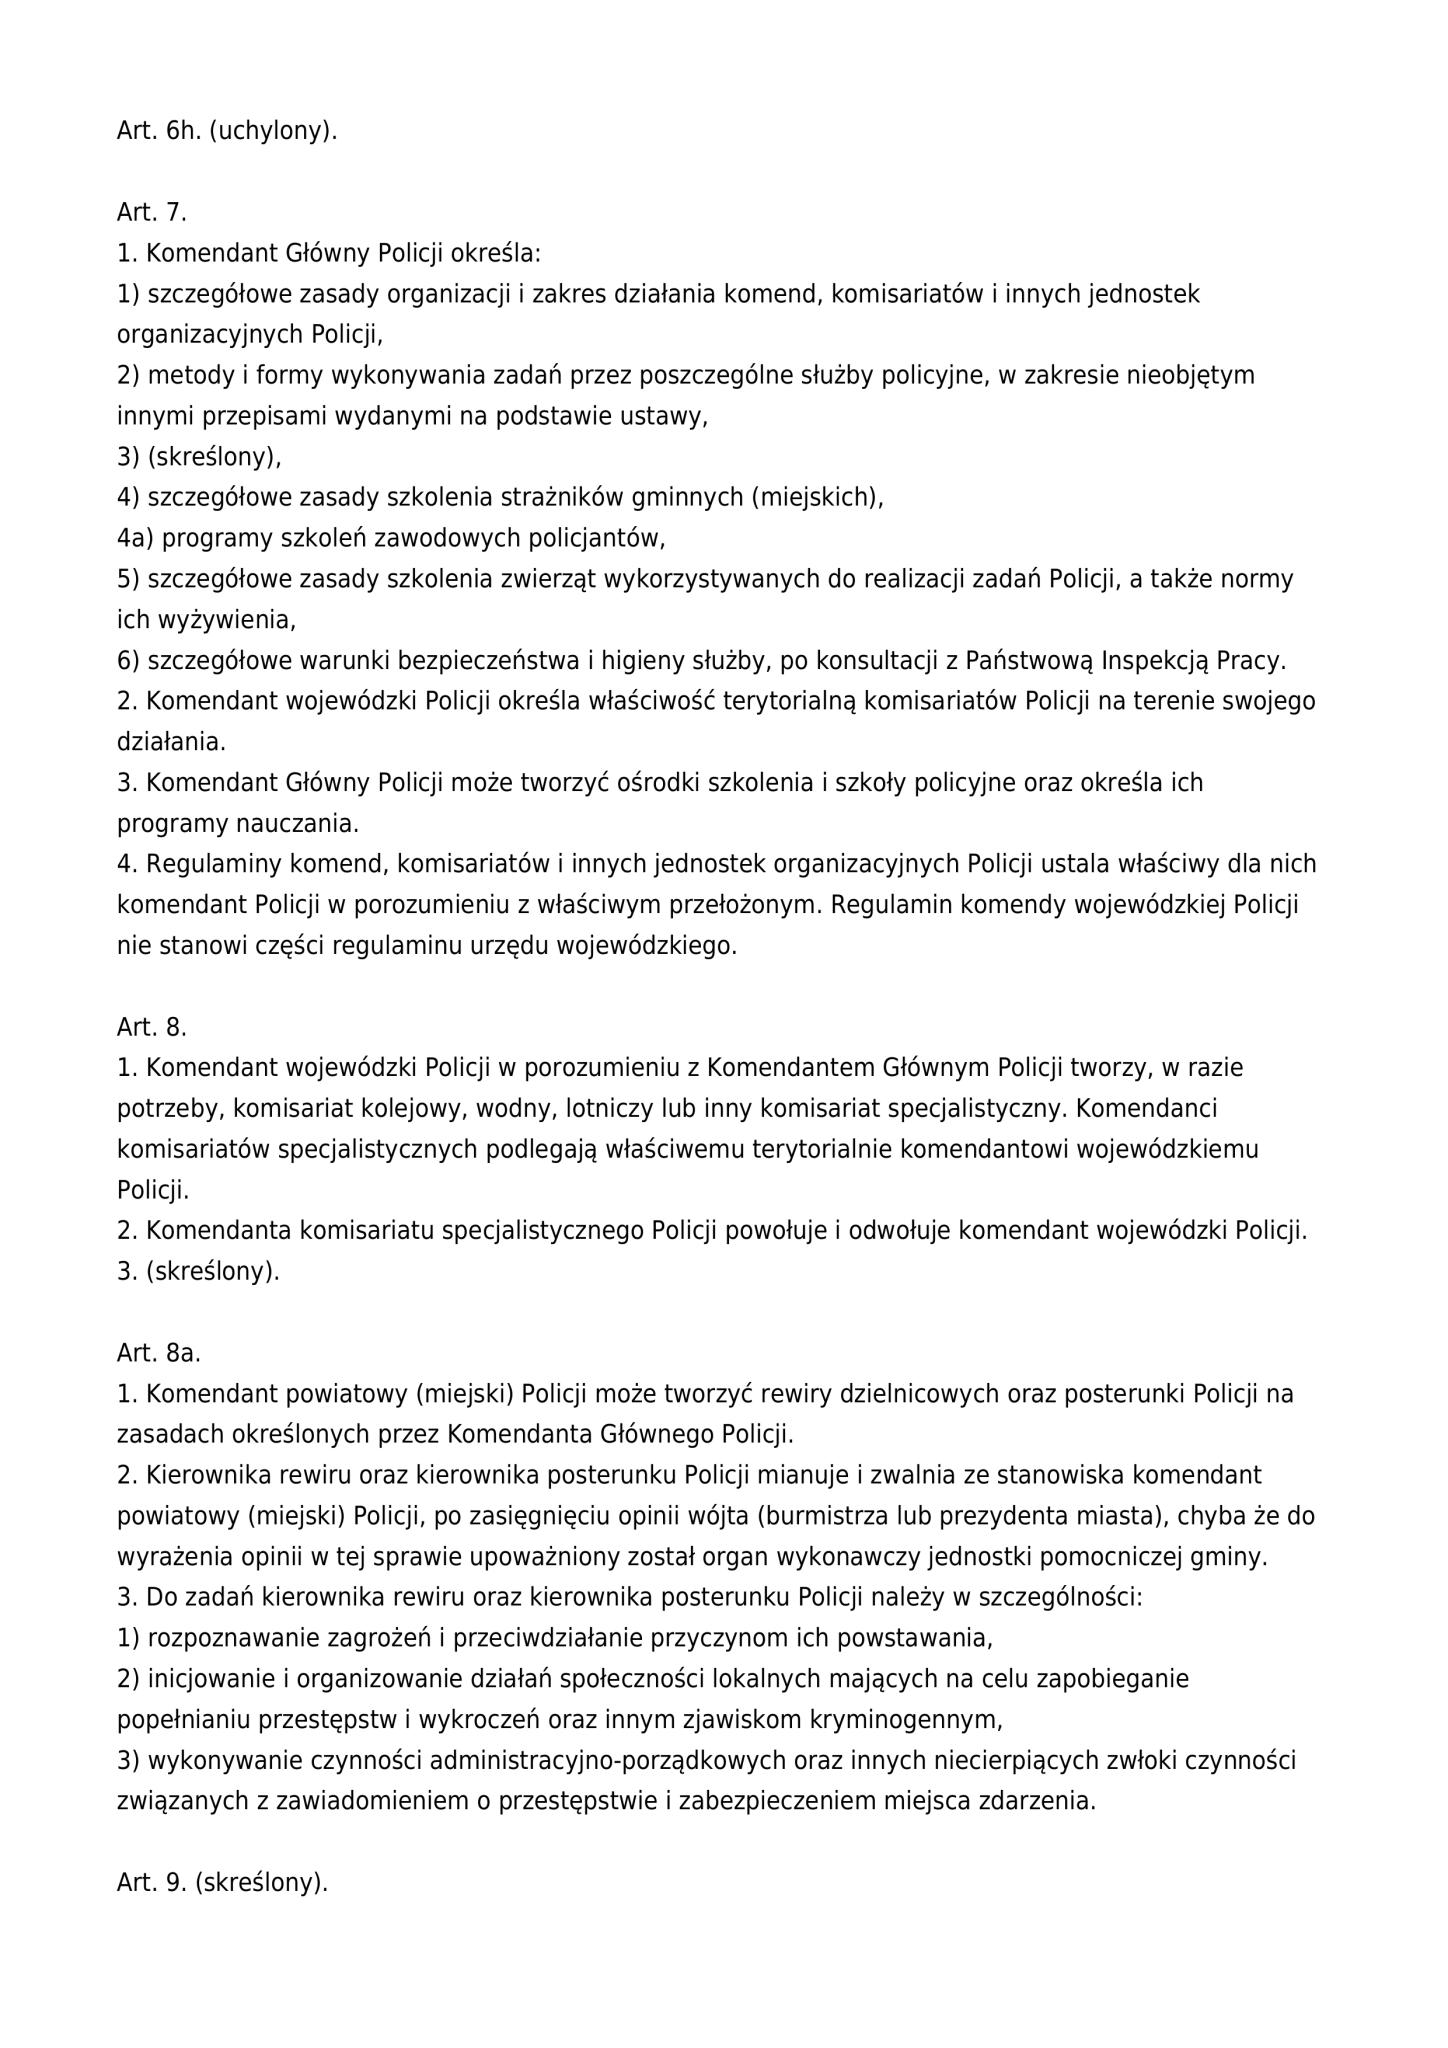 Art. 6h. (uchylony).

Art. 7.
1. Komendant Główny Policji określa:
1) szczegółowe zasady organizacji i zakres działania komend, komisariatów i innych jednostek
organizacyjnych Policji,
2) metody i formy wykonywania zadań przez poszczególne służby policyjne, w zakresie nieobjętym
innymi przepisami wydanymi na podstawie ustawy,
3) (skreślony),
4) szczegółowe zasady szkolenia strażników gminnych (miejskich),
4a) programy szkoleń zawodowych policjantów,
5) szczegółowe zasady szkolenia zwierząt wykorzystywanych do realizacji zadań Policji, a także normy
ich wyżywienia,
6) szczegółowe warunki bezpieczeństwa i higieny służby, po konsultacji z Państwową Inspekcją Pracy.
2. Komendant wojewódzki Policji określa właściwość terytorialną komisariatów Policji na terenie swojego
działania.
3. Komendant Główny Policji może tworzyć ośrodki szkolenia i szkoły policyjne oraz określa ich
programy nauczania.
4. Regulaminy komend, komisariatów i innych jednostek organizacyjnych Policji ustala właściwy dla nich
komendant Policji w porozumieniu z właściwym przełożonym. Regulamin komendy wojewódzkiej Policji
nie stanowi części regulaminu urzędu wojewódzkiego.

Art. 8.
1. Komendant wojewódzki Policji w porozumieniu z Komendantem Głównym Policji tworzy, w razie
potrzeby, komisariat kolejowy, wodny, lotniczy lub inny komisariat specjalistyczny. Komendanci
komisariatów specjalistycznych podlegają właściwemu terytorialnie komendantowi wojewódzkiemu
Policji.
2. Komendanta komisariatu specjalistycznego Policji powołuje i odwołuje komendant wojewódzki Policji.
3. (skreślony).

Art. 8a.
1. Komendant powiatowy (miejski) Policji może tworzyć rewiry dzielnicowych oraz posterunki Policji na
zasadach określonych przez Komendanta Głównego Policji.
2. Kierownika rewiru oraz kierownika posterunku Policji mianuje i zwalnia ze stanowiska komendant
powiatowy (miejski) Policji, po zasięgnięciu opinii wójta (burmistrza lub prezydenta miasta), chyba że do
wyrażenia opinii w tej sprawie upoważniony został organ wykonawczy jednostki pomocniczej gminy.
3. Do zadań kierownika rewiru oraz kierownika posterunku Policji należy w szczególności:
1) rozpoznawanie zagrożeń i przeciwdziałanie przyczynom ich powstawania,
2) inicjowanie i organizowanie działań społeczności lokalnych mających na celu zapobieganie
popełnianiu przestępstw i wykroczeń oraz innym zjawiskom kryminogennym,
3) wykonywanie czynności administracyjno-porządkowych oraz innych niecierpiących zwłoki czynności
związanych z zawiadomieniem o przestępstwie i zabezpieczeniem miejsca zdarzenia.

Art. 9. (skreślony).